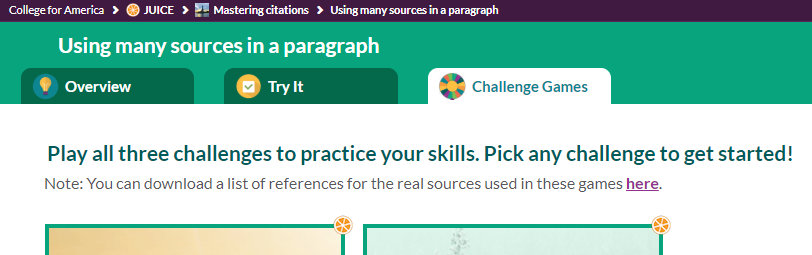 College for America > JUICE > Mastering citations > Using many sources in a paragraph
Using many sources in a paragraph
Overview Try It Challenge Games
Play all three challenges to practice your skills. Pick any challenge to get started!
Note: You can download a list of references for the real sources used in these games here.